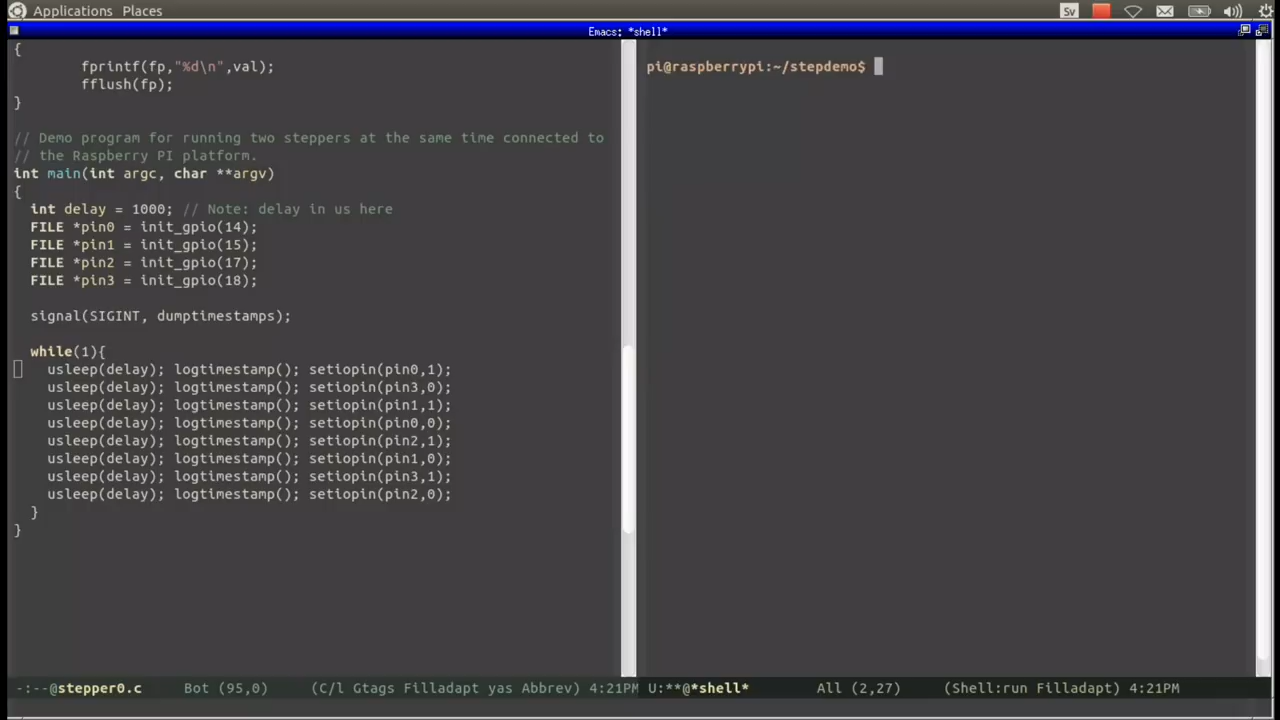 Applications Places
Sv
Emacs: *shell*
{
fprintf(fp,"%d\n",val);
fflush(fp);
}
// Demo program for running two steppers at the same time connected to
// the Raspberry PI platform.
int main(int argc, char **argv)
{
int delay = 1000; // Note: delay in us here
FILE *pin0 = init_gpio(14);
FILE *pin1 = init_gpio(15);
FILE *pin2 = init_gpio(17);
FILE *pin3 = init_gpio(18);
signal(SIGINT, dumptimestamps);
while(1){
usleep(delay); logtimestamp(); setiopin(pin0,1);
usleep(delay); logtimestamp(); setiopin(pin3,0);
usleep(delay); logtimestamp(); setiopin(pin1,1);
usleep(delay); logtimestamp(); setiopin(pin0,0);
usleep(delay); logtimestamp(); setiopin(pin2,1);
usleep(delay); logtimestamp(); setiopin(pin1,0);
usleep(delay); logtimestamp(); setiopin(pin3,1);
usleep(delay); logtimestamp(); setiopin(pin2,0);
}
}
-:--@stepper0.c Bot (95,0) (C/l Gtags Filladapt yas Abbrev) 4:21PM
pi@raspberrypi:~/stepdemo$
U:**@*shell* All (2,27) (Shell:run Filladapt) 4:21PM